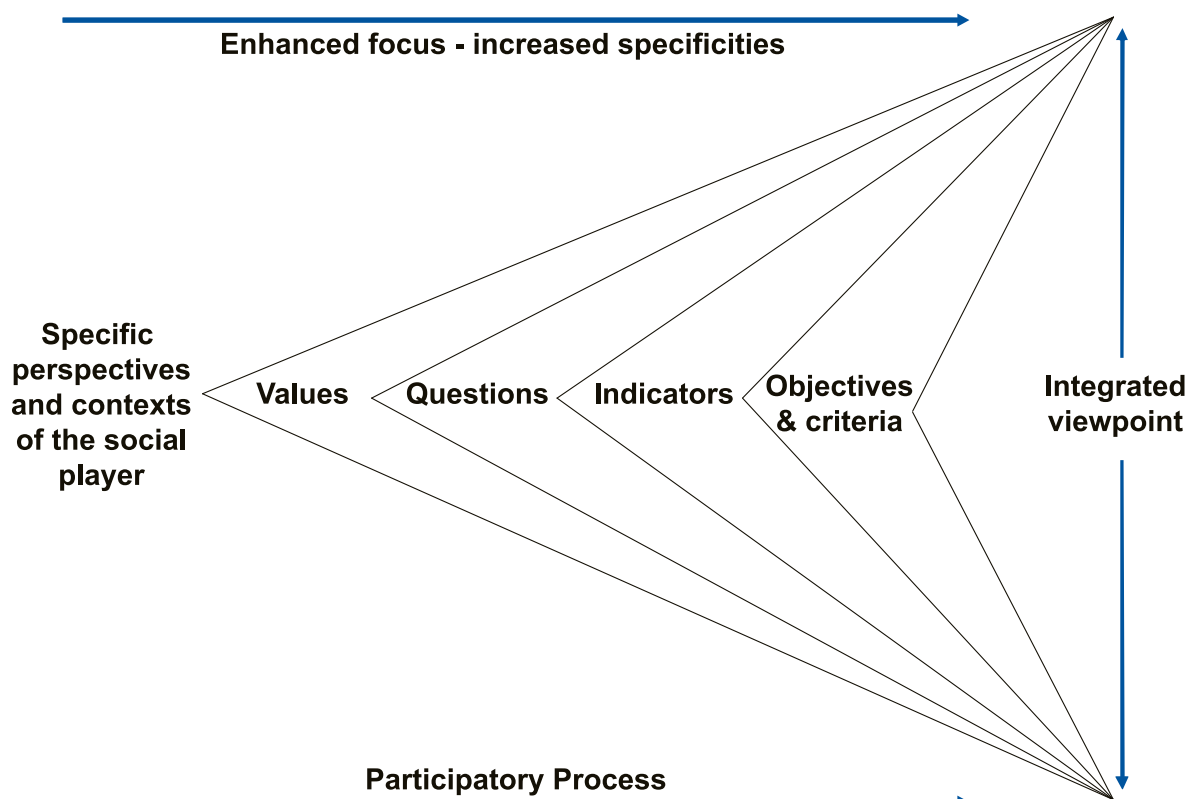 Enhanced focus - increased specificities
Specific
perspectives
and contexts
of the social
player
Values
Questions
Indicators
Objectives
& criteria
Integrated
viewpoint
Participatory Process